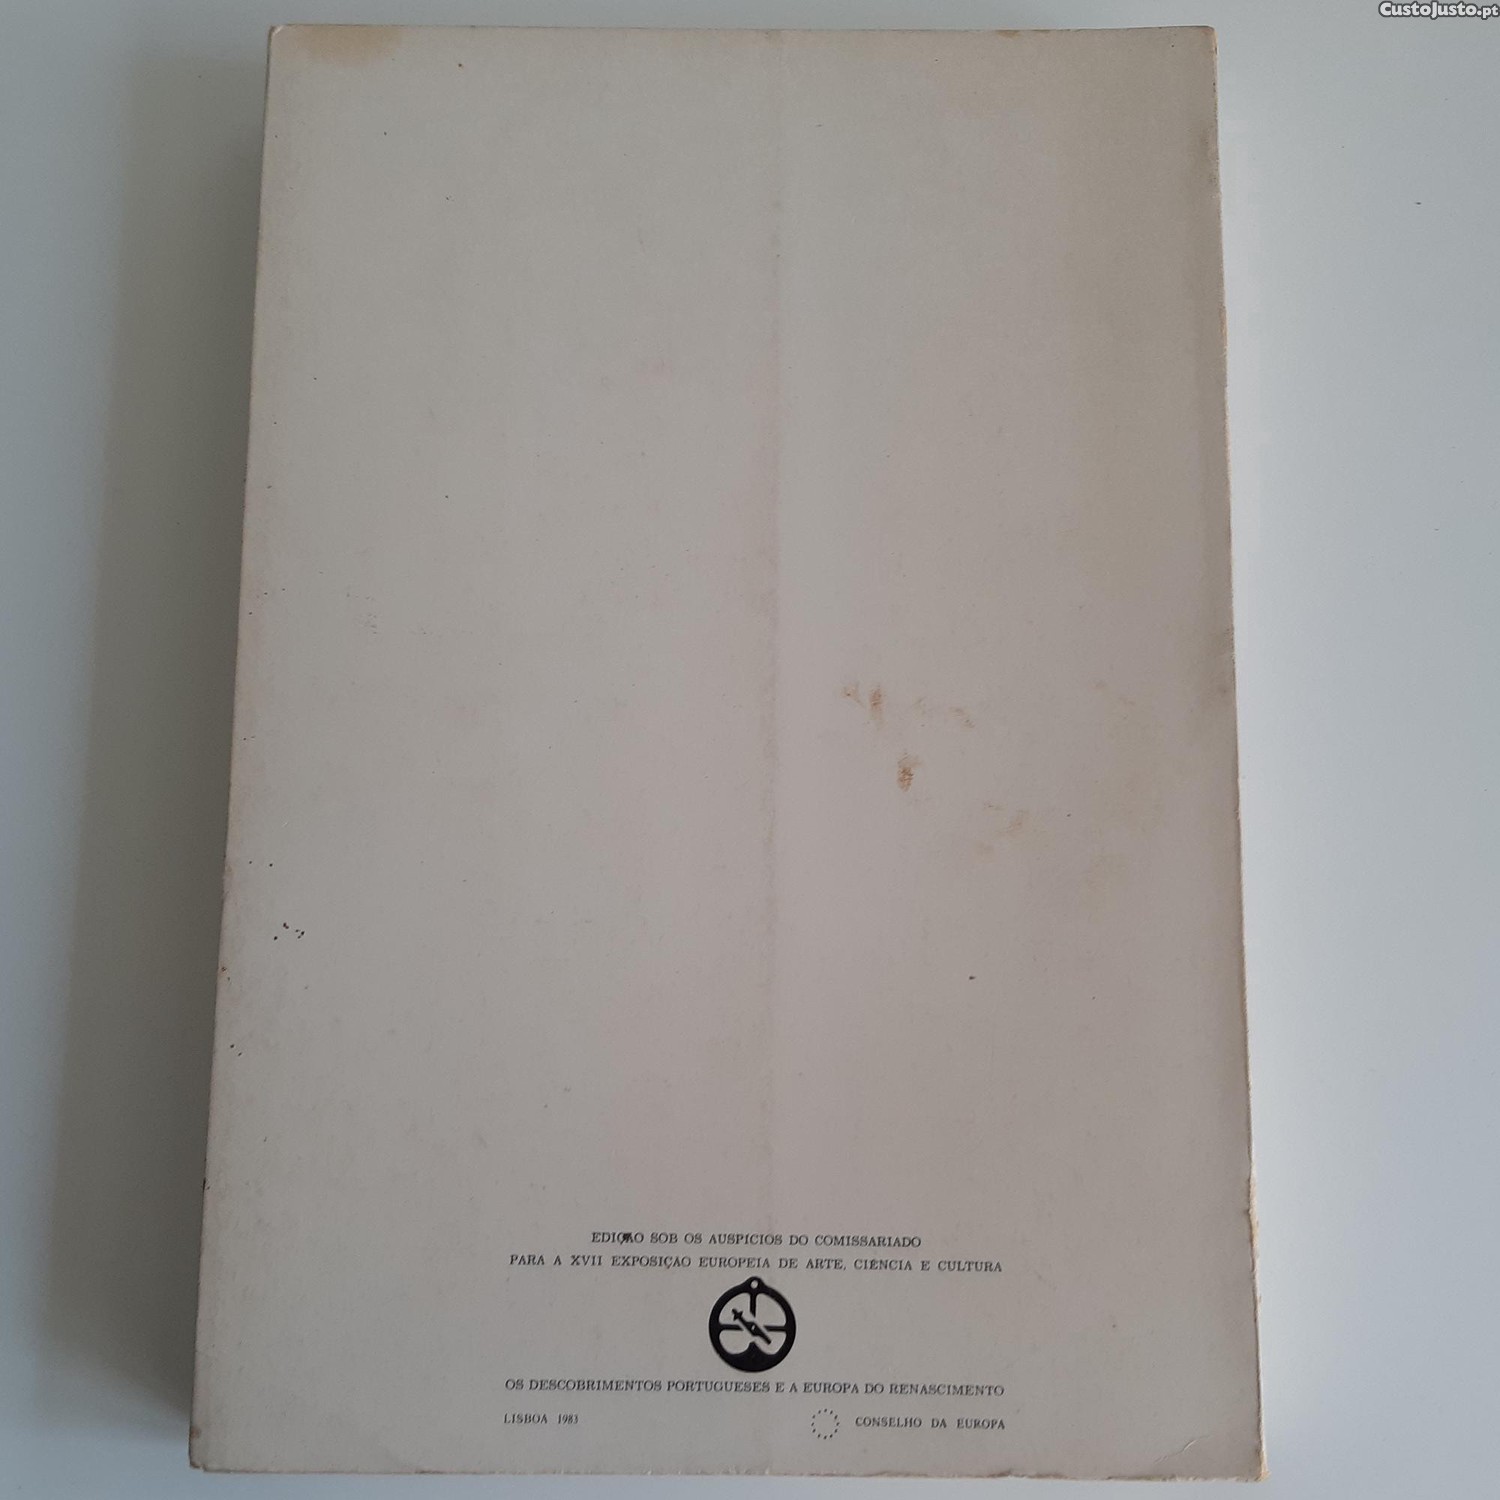 CustoJusto.pt
EDIÇÃO SOB OS AUSPICIOS DO COMISSARIADO
PARA A XVII EXPOSIÇÃO EUROPEIA DE ARTE, CIÊNCIA E CULTURA
OS DESCOBRIMENTOS PORTUGUESES E A EUROPA DO RENASCIMENTO
LISBOA 1983
CONSELHO DA EUROPA